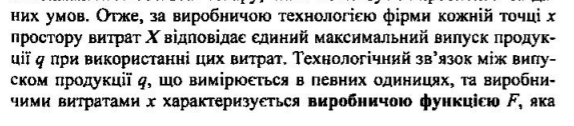 них умов. Отже, за виробничою технологією фірми кожній точці x
простору витрат X відповідає єдиний максимальний випуск продук-
ції q при використанні цих витрат. Технологічний зв'язок між випу-
ском продукції q, що вимірюється в певних одиницях, та виробни-
чими витратами x характеризується виробничою функцією F, яка